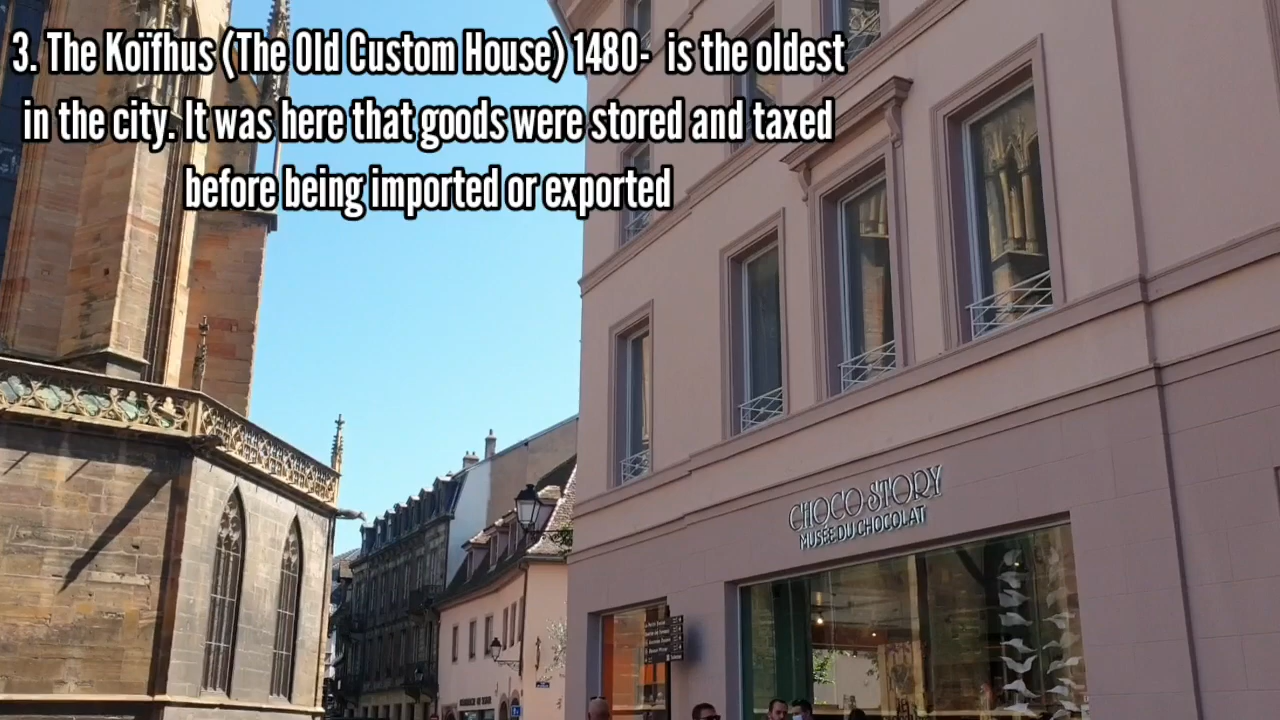 3. The Koïfhus (The Old Custom House) 1480- is the oldest
in the city. It was here that goods were stored and taxed
before being imported or exported
CHOCO-STORY
MUSÉE DU CHOCOLAT